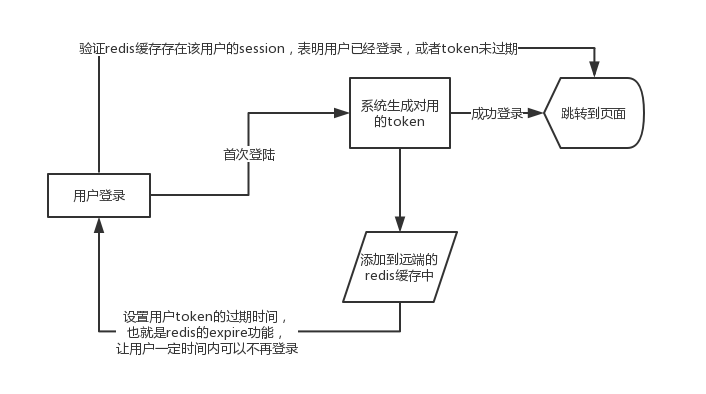 验证redis缓存存在该用户的session，表明用户已经登录，或者token未过期
系统生成对用
的token
成功登录
跳转到页面
首次登陆
用户登录
添加到远端的
redis缓存中
设置用户token的过期时间，
也就是redis的expire功能，
让用户一定时间内可以不再登录